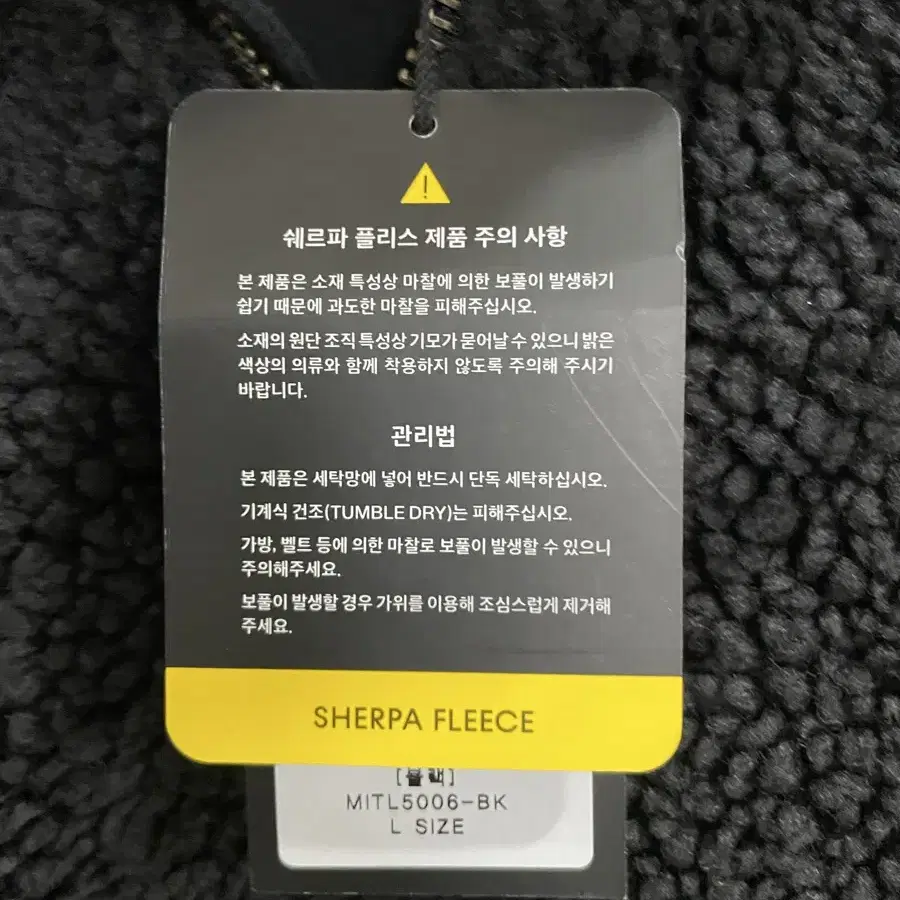 !
쉐르파 플리스 제품 주의 사항
본 제품은 소재 특성상 마찰에 의한 보풀이 발생하기
쉽기 때문에 과도한 마찰을 피해주십시오.
소재의 원단 조직 특성상 기모가 묻어날 수 있으니 밝은
색상의 의류와 함께 착용하지 않도록 주의해 주시기
바랍니다.
관리법
본 제품은 세탁망에 넣어 반드시 단독 세탁하십시오.
기계식 건조(TUMBLE DRY)는 피해주십시오.
가방, 벨트 등에 의한 마찰로 보풀이 발생할 수 있으니
주의해주세요.
보풀이 발생할 경우 가위를 이용해 조심스럽게 제거해
주세요.
SHERPA FLEECE
[블랙]
MITL5006-BK
L SIZE